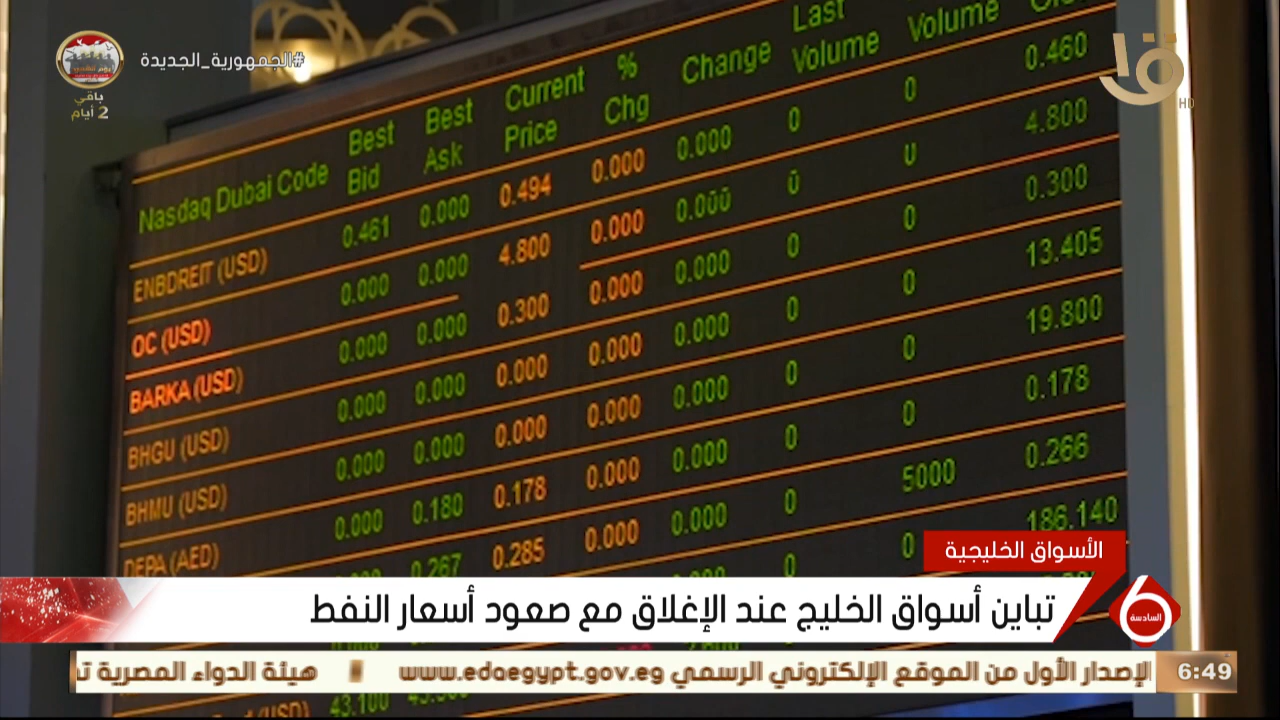 #الجمهورية_الجديدة
باقي
2 أيام
HD
Nasdaq Dubai Code Best Bid Best Ask Current Price % Chg Change Last Volume Volume
ENBDREIT (USD) 0.461 0.000 0.494 0.000 0.000 0 0 0.460
OC (USD) 0.000 0.000 4.800 0.000 0.000 0 0 4.800
BARKA (USD) 0.000 0.000 0.300 0.000 0.000 0 0 0.300
BHGU (USD) 0.000 0.000 0.000 0.000 0.000 0 0 13.405
BHMU (USD) 0.000 0.000 0.000 0.000 0.000 0 0 19.800
DEPA (AED) 0.000 0.180 0.178 0.000 0.000 0 0 0.178
0.267 0.285 0.000 0.000 0 5000 0.266
0 186.140
الأسواق الخليجية
تباين أسواق الخليج عند الإغلاق مع صعود أسعار النفط
السادسة
الإصدار الأول من الموقع الإلكتروني الرسمي www.edaegypt.gov.eg هيئة الدواء المصرية
6:49
43.100